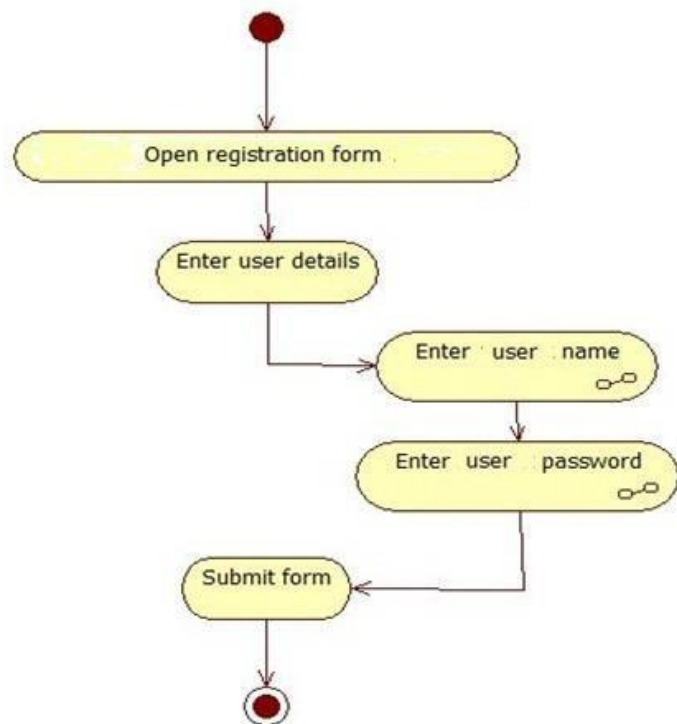 Open registration form
Enter user details
Enter user name
Enter user password
Submit form